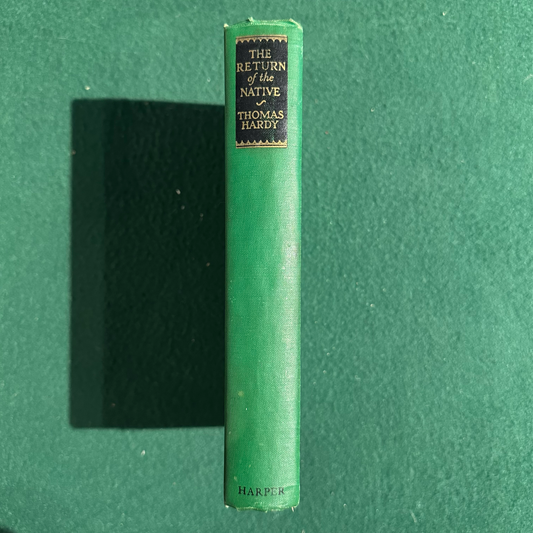 THE
RETURN
of the
NATIVE
THOMAS
HARDY
HARPER